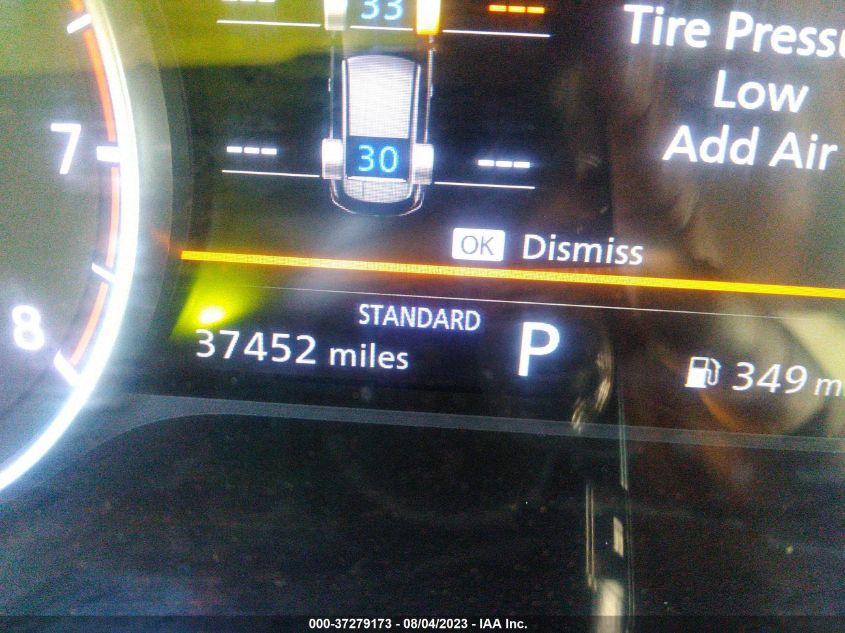 33
---
Tire
Low
Add Air
7
---
30
---
OK Dismiss
STANDARD
8
37452 miles
P
349
000-37279173 - 08/04/2023 - IAA Inc.